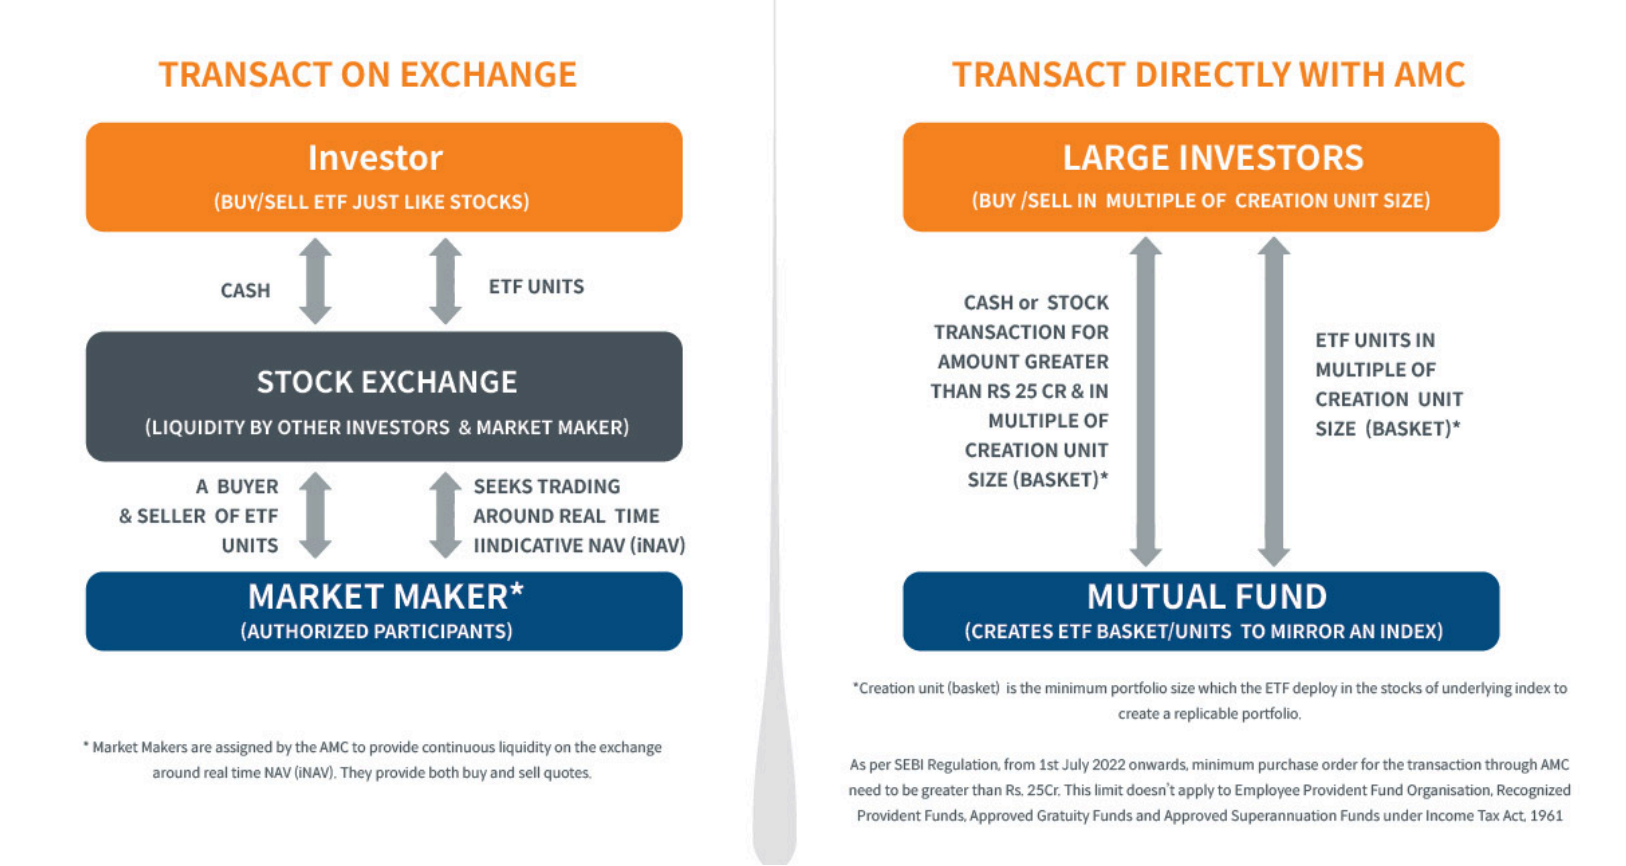 TRANSACT ON EXCHANGE
Investor
(BUY/SELL ETF JUST LIKE STOCKS)
CASH
ETF UNITS
STOCK EXCHANGE
(LIQUIDITY BY OTHER INVESTORS & MARKET MAKER)
A BUYER
& SELLER OF ETF
UNITS
SEEKS TRADING
AROUND REAL TIME
IINDICATIVE NAV (iNAV)
MARKET MAKER*
(AUTHORIZED PARTICIPANTS)
* Market Makers are assigned by the AMC to provide continuous liquidity on the exchange
around real time NAV (iNAV). They provide both buy and sell quotes.
TRANSACT DIRECTLY WITH AMC
LARGE INVESTORS
(BUY /SELL IN MULTIPLE OF CREATION UNIT SIZE)
CASH or STOCK
TRANSACTION FOR
AMOUNT GREATER
THAN RS 25 CR & IN
MULTIPLE OF
CREATION UNIT
SIZE (BASKET)*
ETF UNITS IN
MULTIPLE OF
CREATION UNIT
SIZE (BASKET)*
MUTUAL FUND
(CREATES ETF BASKET/UNITS TO MIRROR AN INDEX)
*Creation unit (basket) is the minimum portfolio size which the ETF deploy in the stocks of underlying index to
create a replicable portfolio.
As per SEBI Regulation, from 1st July 2022 onwards, minimum purchase order for the transaction through AMC
need to be greater than Rs. 25Cr. This limit doesn't apply to Employee Provident Fund Organisation, Recognized
Provident Funds, Approved Gratuity Funds and Approved Superannuation Funds under Income Tax Act, 1961